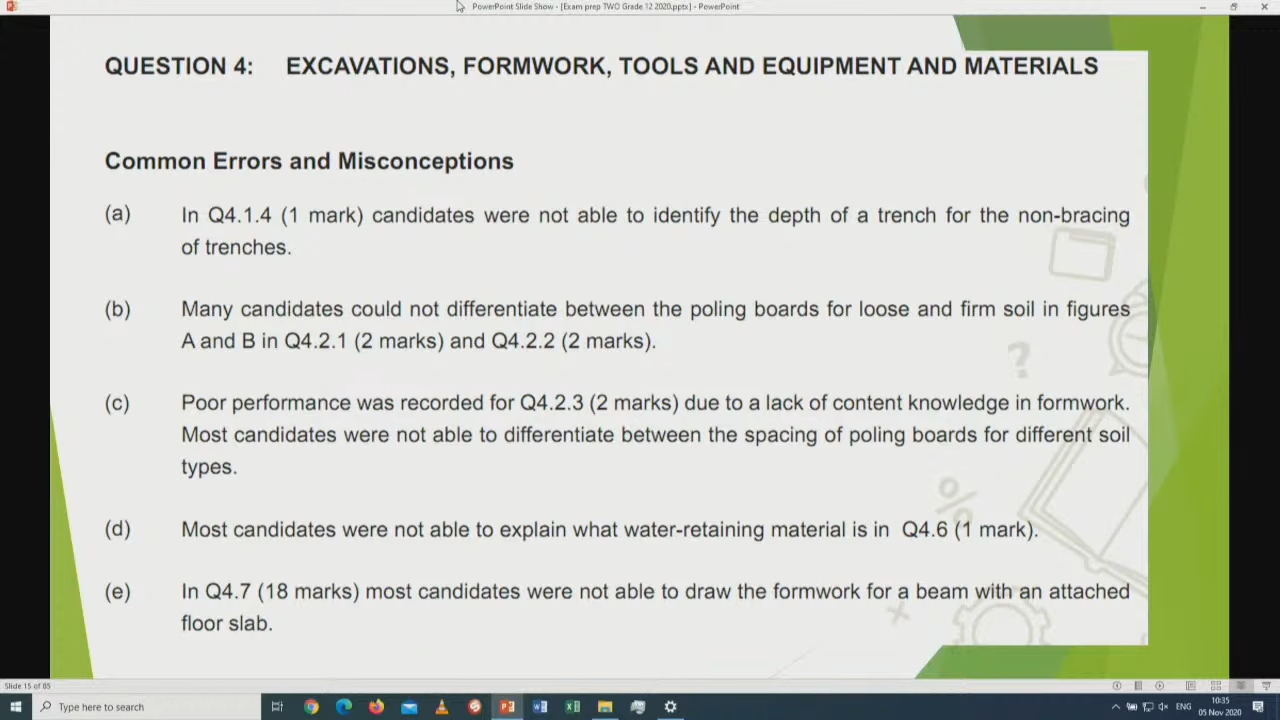 PowerPoint Slide Show - [Exam prep TWO Grade 12 2020.pptx] - PowerPoint
QUESTION 4: EXCAVATIONS, FORMWORK, TOOLS AND EQUIPMENT AND MATERIALS
Common Errors and Misconceptions
(a) In Q4.1.4 (1 mark) candidates were not able to identify the depth of a trench for the non-bracing
of trenches.
(b) Many candidates could not differentiate between the poling boards for loose and firm soil in figures
A and B in Q4.2.1 (2 marks) and Q4.2.2 (2 marks).
(c) Poor performance was recorded for Q4.2.3 (2 marks) due to a lack of content knowledge in formwork.
Most candidates were not able to differentiate between the spacing of poling boards for different soil
types.
(d) Most candidates were not able to explain what water-retaining material is in Q4.6 (1 mark).
(e) In Q4.7 (18 marks) most candidates were not able to draw the formwork for a beam with an attached
floor slab.
Slide 15 of 85
Type here to search
ENG
10:35
05 Nov 2020